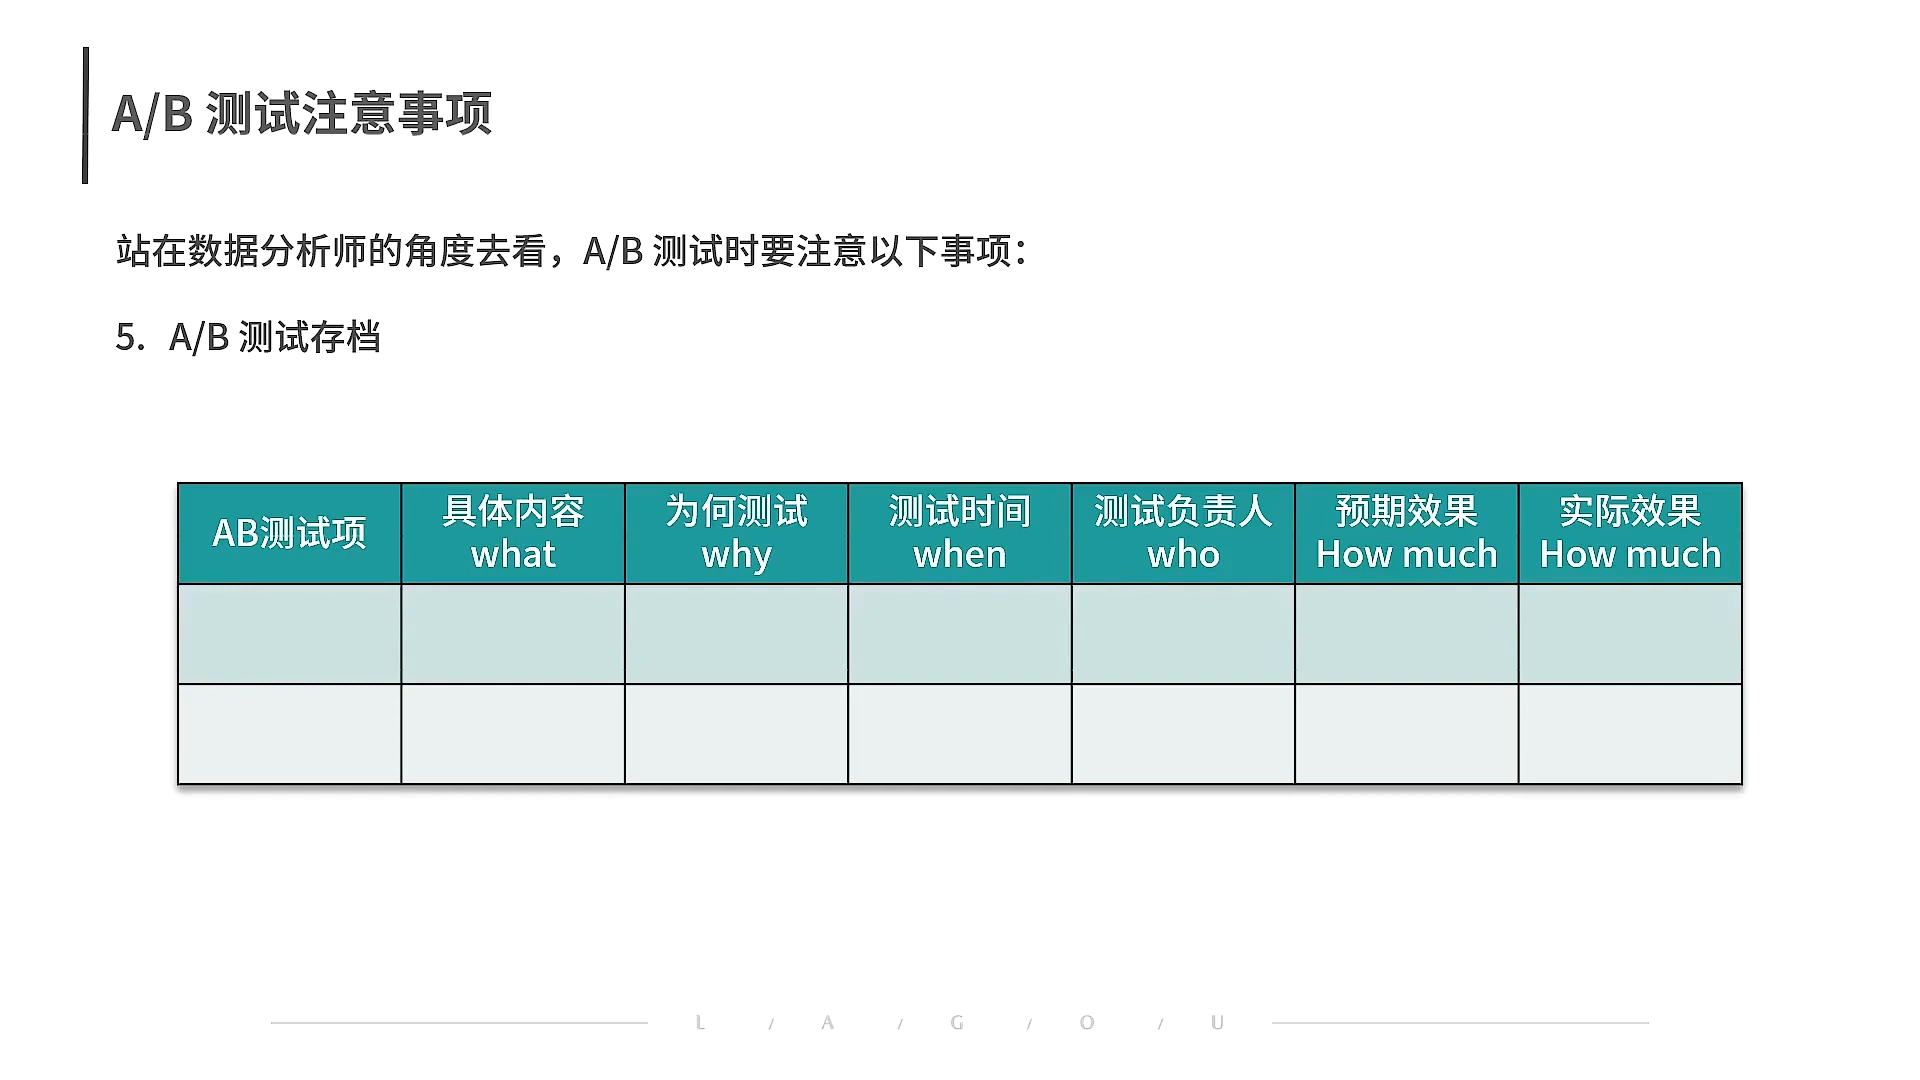 A/B 测试注意事项
站在数据分析师的角度去看，A/B 测试时要注意以下事项：
5. A/B 测试存档
AB测试项
具体内容
what
为何测试
why
测试时间
when
测试负责人
who
预期效果
How much
实际效果
How much
L / A / G / O / U